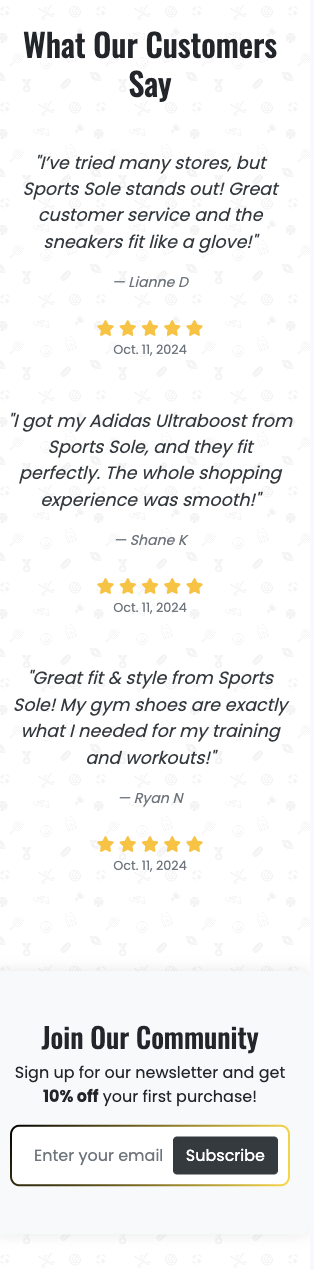 What Our Customers
Say
"I’ve tried many stores, but
Sports Sole stands out! Great
customer service and the
sneakers fit like a glove!"
— Lianne D
Oct. 11, 2024
"I got my Adidas Ultraboost from
Sports Sole, and they fit
perfectly. The whole shopping
experience was smooth!"
— Shane K
Oct. 11, 2024
"Great fit & style from Sports
Sole! My gym shoes are exactly
what I needed for my training
and workouts!"
— Ryan N
Oct. 11, 2024
Join Our Community
Sign up for our newsletter and get
10% off your first purchase!
Enter your email Subscribe